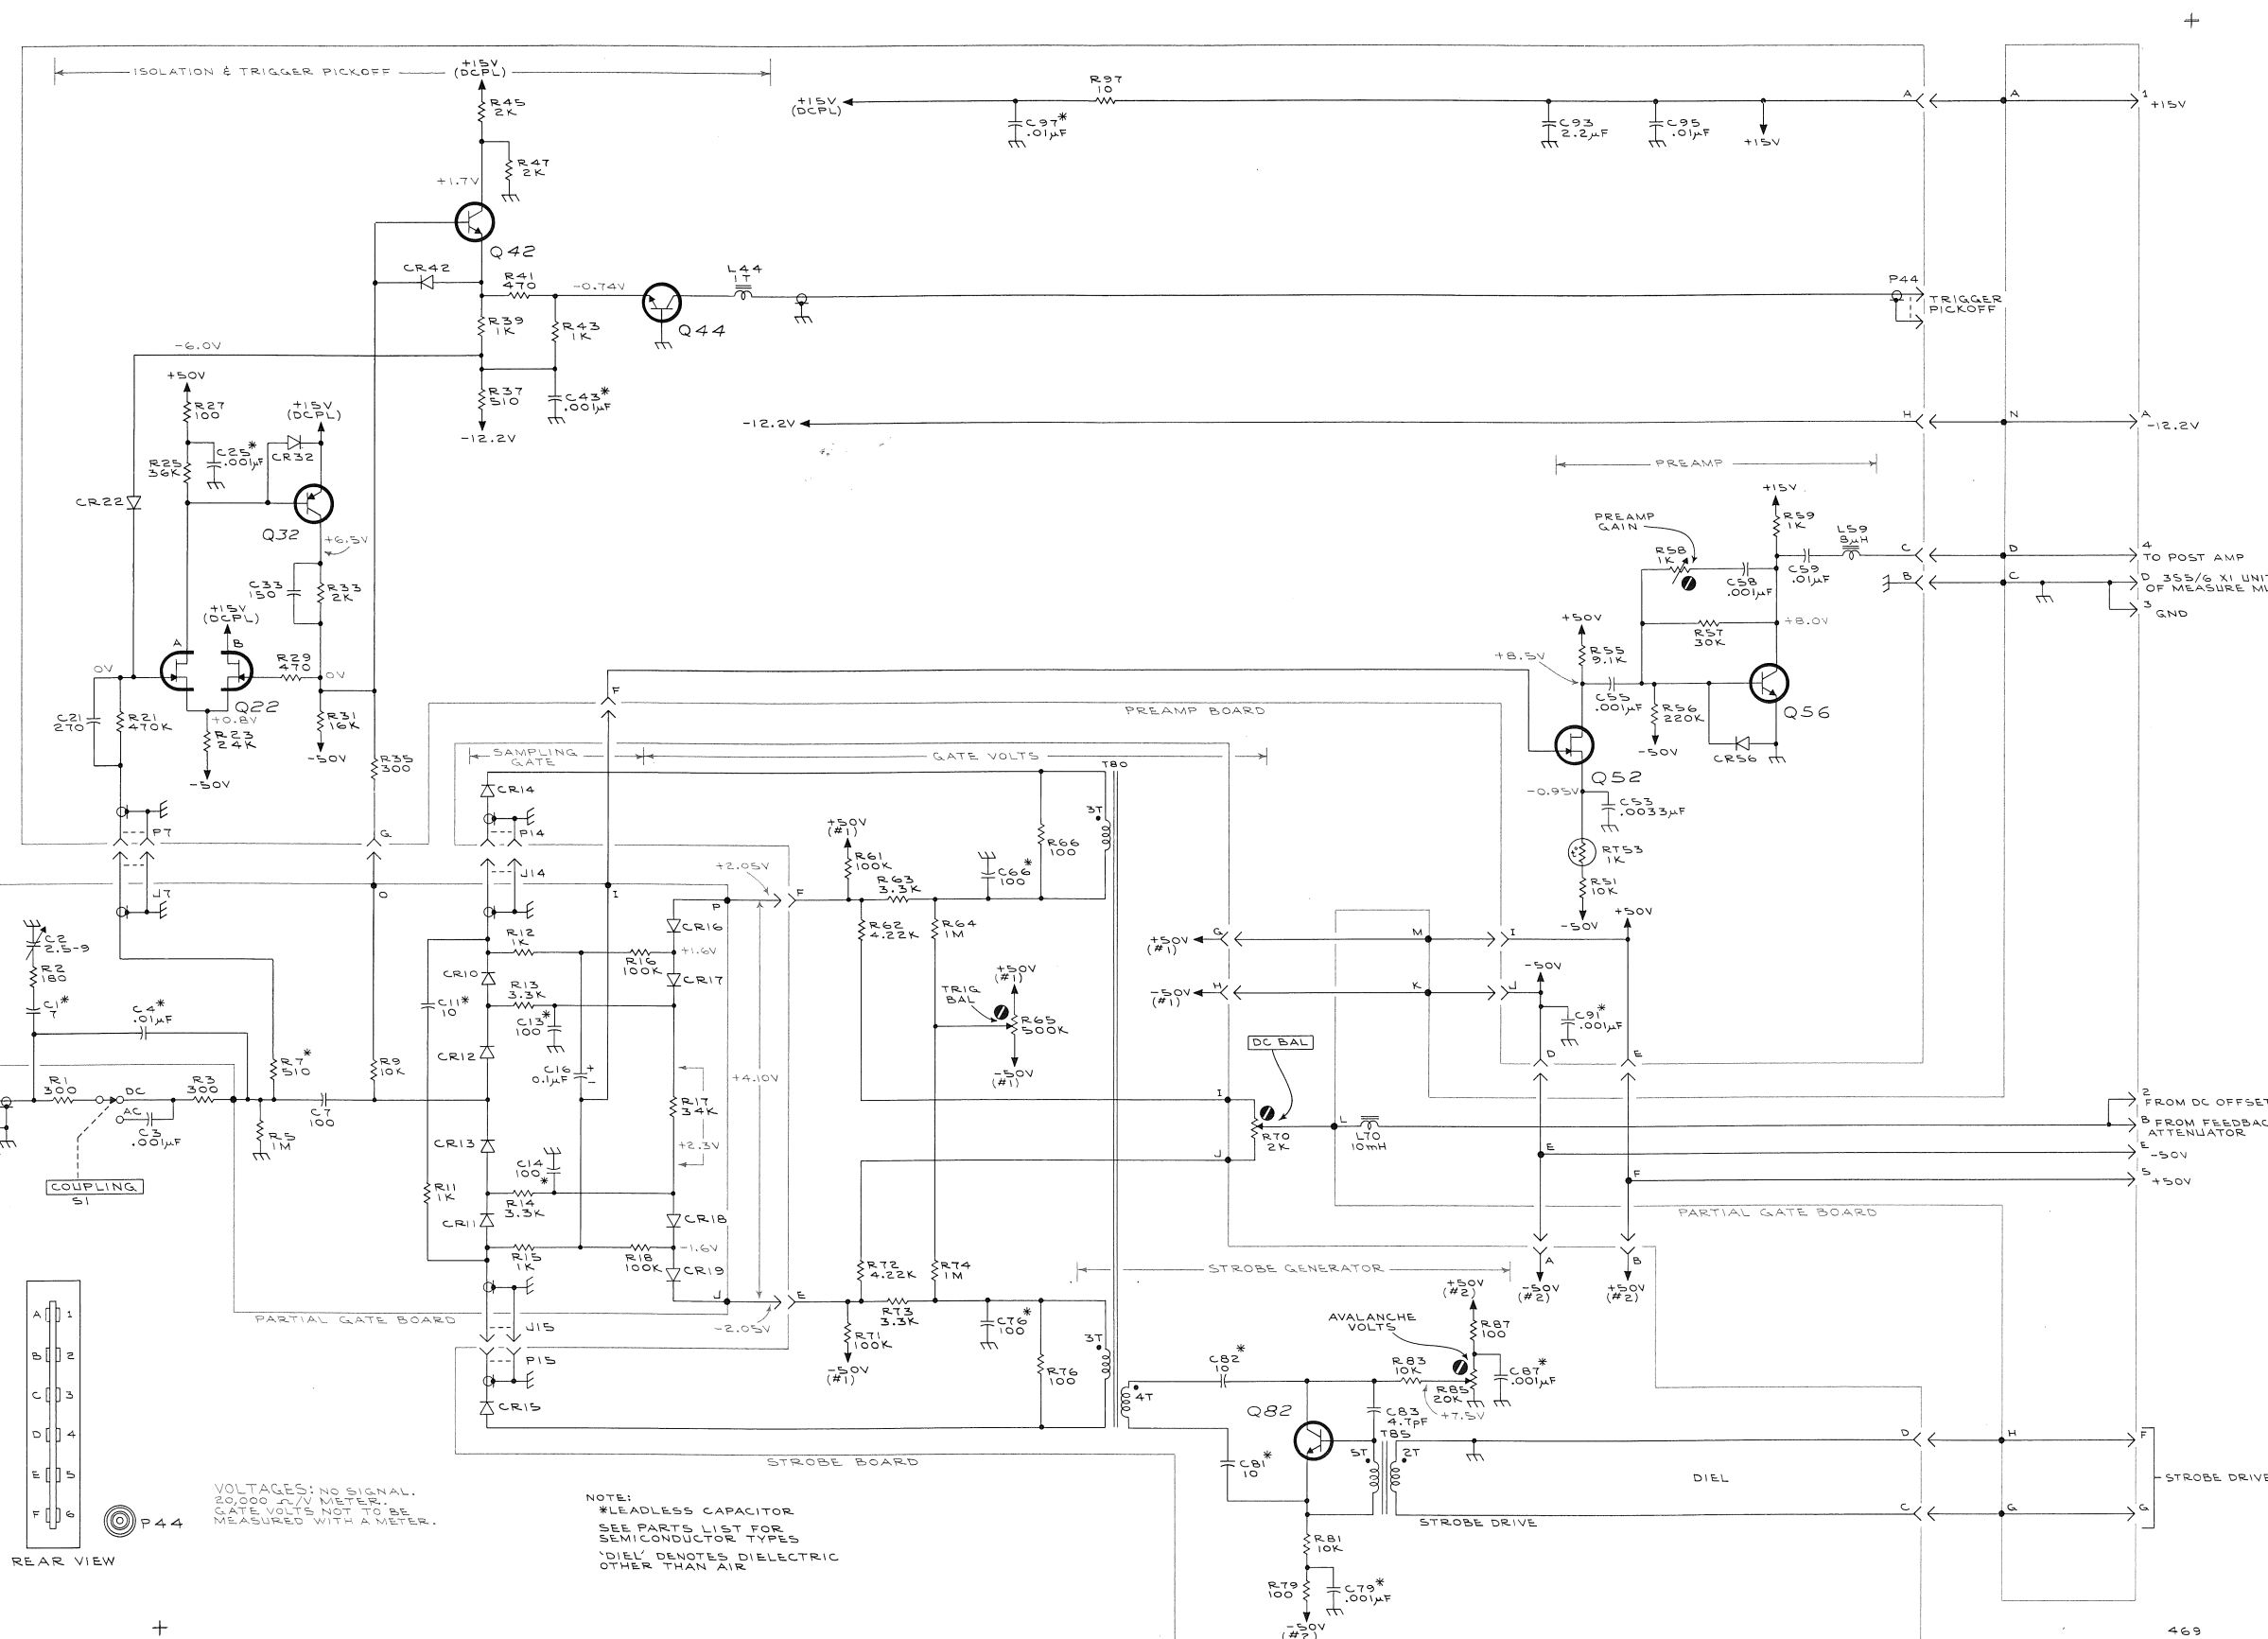 ISOLATION & TRIGGER PICKOFF
+15V
(DCPL)
R45
2K
R47
2K
+1.7V
Q42
CR42
R41
470
-0.74V
L44
1T
Q44
R39
1K
R43
1K
-6.0V
R37
510
C43*
.001µF
-12.2V
+15V
(DCPL)
R97
10
C97*
.01µF
C93
2.2µF
C95
.01µF
+15V
A
A
1
+15V
P44
TRIGGER
PICKOFF
-12.2V
H
N
A
-12.2V
+50V
R27
100
+15V
(DCPL)
C25*
.001µF
CR32
R25
36K
CR22
Q32
+6.5V
C33
150
R33
2K
+15V
(DCPL)
A
B
R29
470
0V
0V
Q22
C21
270
R21
470K
+0.8V
R23
24K
-50V
R31
16K
-50V
R35
300
P7
G
J7
O
PREAMP
+15V
PREAMP
GAIN
R59
1K
L59
8µH
R58
1K
C58
.001µF
C59
.01µF
C
D
4
TO POST AMP
B
C
D
355/6 X1 UNIT
OF MEASURE MU
3
GND
+50V
R57
30K
+8.0V
+8.5V
R55
9.1K
C55
.001µF
R56
220K
-50V
Q56
CR56
Q52
-0.95V
C53
.0033µF
RT53
1K
R51
10K
-50V
F
PREAMP BOARD
SAMPLING
GATE
GATE VOLTS
T80
CR14
P14
J14
I
3T
R66
100
+50V
(#1)
R61
100K
+2.05V
P
F
R63
3.3K
C66*
100
R62
4.22K
R64
1M
CR16
+1.6V
R12
1K
R16
100K
CR10
CR17
R13
3.3K
C11*
10
C13*
100
CR12
C16
0.1µF
+
-
R17
34K
+4.10V
+2.3V
CR13
C14
100*
R11
1K
R14
3.3K
CR11
CR18
-1.6V
R15
1K
R18
100K
CR19
J
E
-2.05V
J15
P15
CR15
TRIG
BAL
+50V
(#1)
R65
500K
-50V
(#1)
R72
4.22K
R74
1M
R73
3.3K
R71
100K
-50V
(#1)
C76*
100
R76
100
3T
4T
C2
2.5-9
R2
180
C1*
7
C4*
.01µF
R1
300
DC
AC
R3
300
C3
.001µF
R5
1M
R7*
510
C7
100
R9
10K
COUPLING
S1
PARTIAL GATE BOARD
STROBE BOARD
+50V
(#1)
G
M
I
+50V
-50V
(#1)
H
K
J
-50V
C91*
.001µF
D
E
DC BAL
I
J
R70
2K
L
L70
10mH
2
FROM DC OFFSET
B
FROM FEEDBAC
ATTENUATOR
E
E
-50V
F
5
+50V
PARTIAL GATE BOARD
A
B
-50V
(#2)
+50V
(#2)
STROBE GENERATOR
+50V
(#2)
AVALANCHE
VOLTS
R87
100
C82*
10
R83
10K
R85
20K
C87*
.001µF
+7.5V
Q82
C83
4.7pF
T85
5T
2T
C81*
10
DIEL
D
H
F
STROBE DRIVE
C
G
G
STROBE DRIVE
R81
10K
R79
100
C79*
.001µF
-50V
(#2)
A
1
B
2
C
3
D
4
E
5
F
6
REAR VIEW
P44
VOLTAGES: NO SIGNAL.
20,000 Ω/V METER.
GATE VOLTS NOT TO BE
MEASURED WITH A METER.
NOTE:
*LEADLESS CAPACITOR
SEE PARTS LIST FOR
SEMICONDUCTOR TYPES
'DIEL' DENOTES DIELECTRIC
OTHER THAN AIR
469